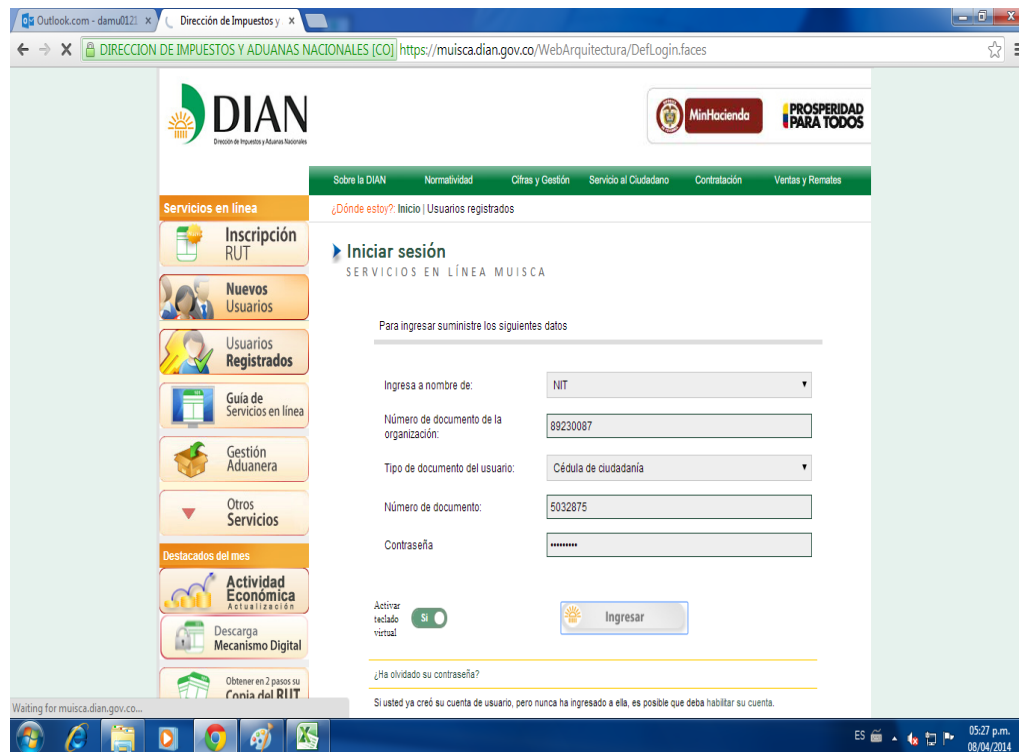 Outlook.com - damu0121 x
Dirección de Impuestos y x
DIRECCION DE IMPUESTOS Y ADUANAS NACIONALES [CO] https://muisca.dian.gov.co/WebArquitectura/DefLogin.faces
DIAN
Dirección de Impuestos y Aduanas Nacionales
MinHacienda
PROSPERIDAD
PARA TODOS
Sobre la DIAN Normatividad Cifras y Gestión Servicio al Ciudadano Contratación Ventas y Remates
Servicios en línea
¿Dónde estoy?: Inicio | Usuarios registrados
Inscripción
RUT
Nuevos
Usuarios
Usuarios
Registrados
Guía de
Servicios en línea
Gestión
Aduanera
Otros
Servicios
Destacados del mes
Actividad
Económica
Actualización
Descarga
Mecanismo Digital
Obtener en 2 pasos su
Copia del RUT
Iniciar sesión
SERVICIOS EN LÍNEA MUISCA
Para ingresar suministre los siguientes datos
Ingresa a nombre de: NIT
Número de documento de la
organización: 89230087
Tipo de documento del usuario: Cédula de ciudadanía
Número de documento: 5032875
Contraseña •••••••••
Activar
teclado
virtual
Si
Ingresar
¿Ha olvidado su contraseña?
Si usted ya creó su cuenta de usuario, pero nunca ha ingresado a ella, es posible que deba habilitar su cuenta.
Waiting for muisca.dian.gov.co...
ES
05:27 p.m.
08/04/2014